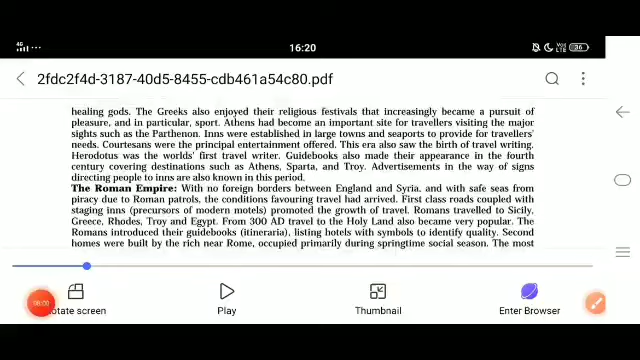 4G
16:20
Vo)
LTE
36
2fdc2f4d-3187-40d5-8455-cdb461a54c80.pdf
healing gods. The Greeks also enjoyed their religious festivals that increasingly became a pursuit of
pleasure, and in particular, sport. Athens had become an important site for travellers visiting the major
sights such as the Parthenon. Inns were established in large towns and seaports to provide for travellers'
needs. Courtesans were the principal entertainment offered. This era also saw the birth of travel writing.
Herodotus was the worlds' first travel writer. Guidebooks also made their appearance in the fourth
century covering destinations such as Athens, Sparta, and Troy. Advertisements in the way of signs
directing people to inns are also known in this period.
The Roman Empire: With no foreign borders between England and Syria, and with safe seas from
piracy due to Roman patrols, the conditions favouring travel had arrived. First class roads coupled with
staging inns (precursors of modern motels) promoted the growth of travel. Romans travelled to Sicily,
Greece, Rhodes, Troy and Egypt. From 300 AD travel to the Holy Land also became very popular. The
Romans introduced their guidebooks (itineraria), listing hotels with symbols to identify quality. Second
homes were built by the rich near Rome, occupied primarily during springtime social season. The most
06:00
otate screen
Play
Thumbnail
Enter Browser